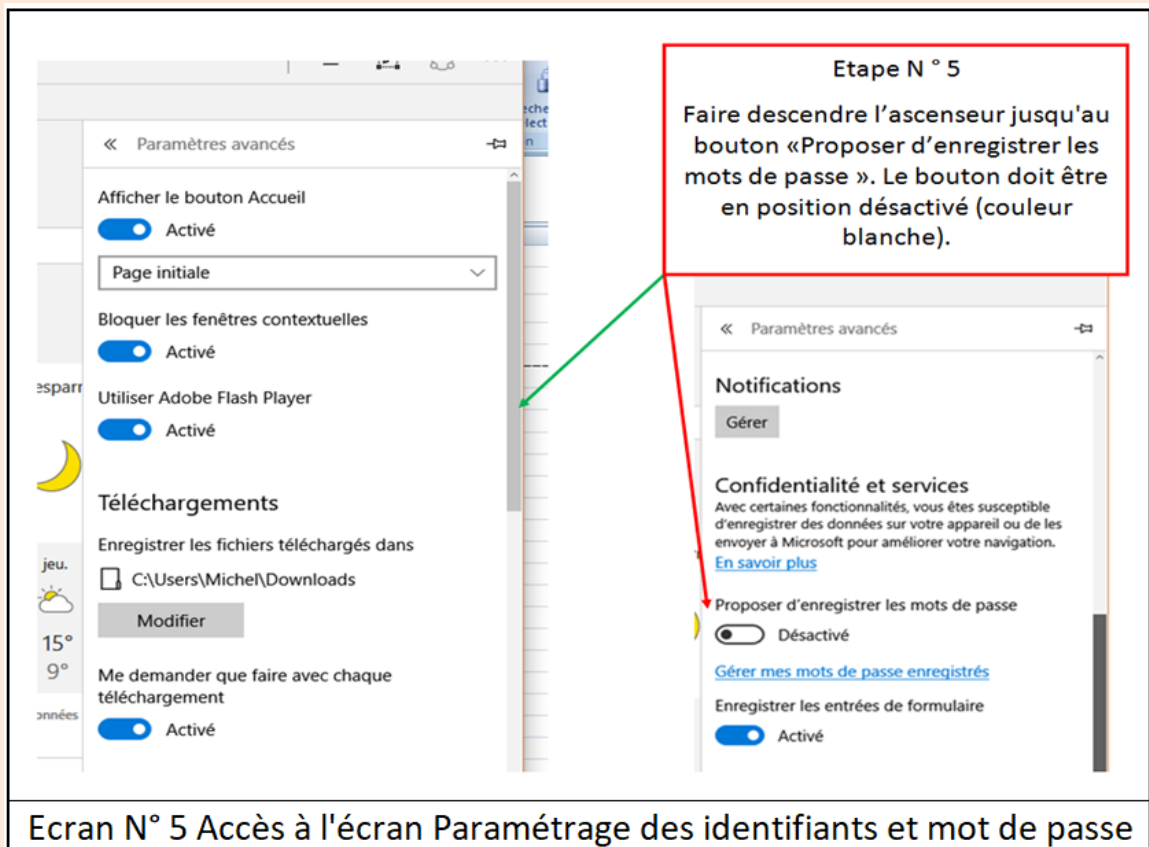 Etape N ° 5
Faire descendre l’ascenseur jusqu'au
bouton «Proposer d’enregistrer les
mots de passe ». Le bouton doit être
en position désactivé (couleur
blanche).
Paramètres avancés
Afficher le bouton Accueil
Activé
Page initiale
Bloquer les fenêtres contextuelles
Activé
Utiliser Adobe Flash Player
Activé
Téléchargements
Enregistrer les fichiers téléchargés dans
C:\Users\Michel\Downloads
Modifier
Me demander que faire avec chaque
téléchargement
Activé
jeu.
15°
9°
Paramètres avancés
Notifications
Gérer
Confidentialité et services
Avec certaines fonctionnalités, vous êtes susceptible
d'enregistrer des données sur votre appareil ou de les
envoyer à Microsoft pour améliorer votre navigation.
En savoir plus
Proposer d’enregistrer les mots de passe
Désactivé
Gérer mes mots de passe enregistrés
Enregistrer les entrées de formulaire
Activé
Ecran N° 5 Accès à l'écran Paramétrage des identifiants et mot de passe